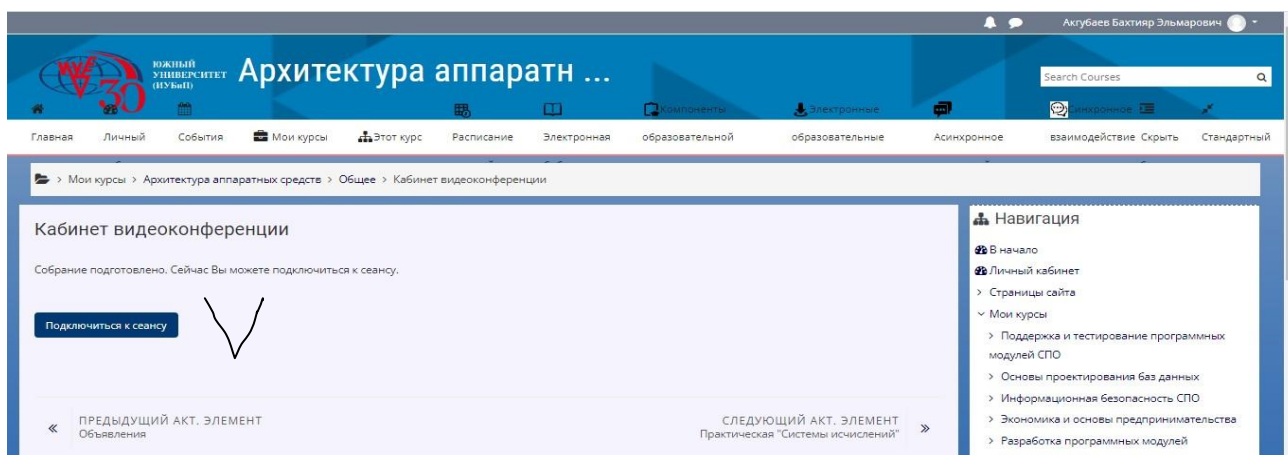 Акгубаев Бахтияр Эльмарович
ЮЖНЫЙ
УНИВЕРСИТЕТ
(ИУБиП)
30
Архитектура аппаратн ...
Search Courses
Компоненты
Электронные
Синхронное
Главная
Личный
События
Мои курсы
Этот курс
Расписание
Электронная
образовательной
образовательные
Асинхронное
взаимодействие Скрыть
Стандартный
> Мои курсы > Архитектура аппаратных средств > Общее > Кабинет видеоконференции
Кабинет видеоконференции
Собрание подготовлено. Сейчас Вы можете подключиться к сеансу.
Подключиться к сеансу
« ПРЕДЫДУЩИЙ АКТ. ЭЛЕМЕНТ
Объявления
СЛЕДУЮЩИЙ АКТ. ЭЛЕМЕНТ »
Практическая "Системы исчислений"
Навигация
В начало
Личный кабинет
Страницы сайта
Мои курсы
Поддержка и тестирование программных
модулей СПО
Основы проектирования баз данных
Информационная безопасность СПО
Экономика и основы предпринимательства
Разработка программных модулей